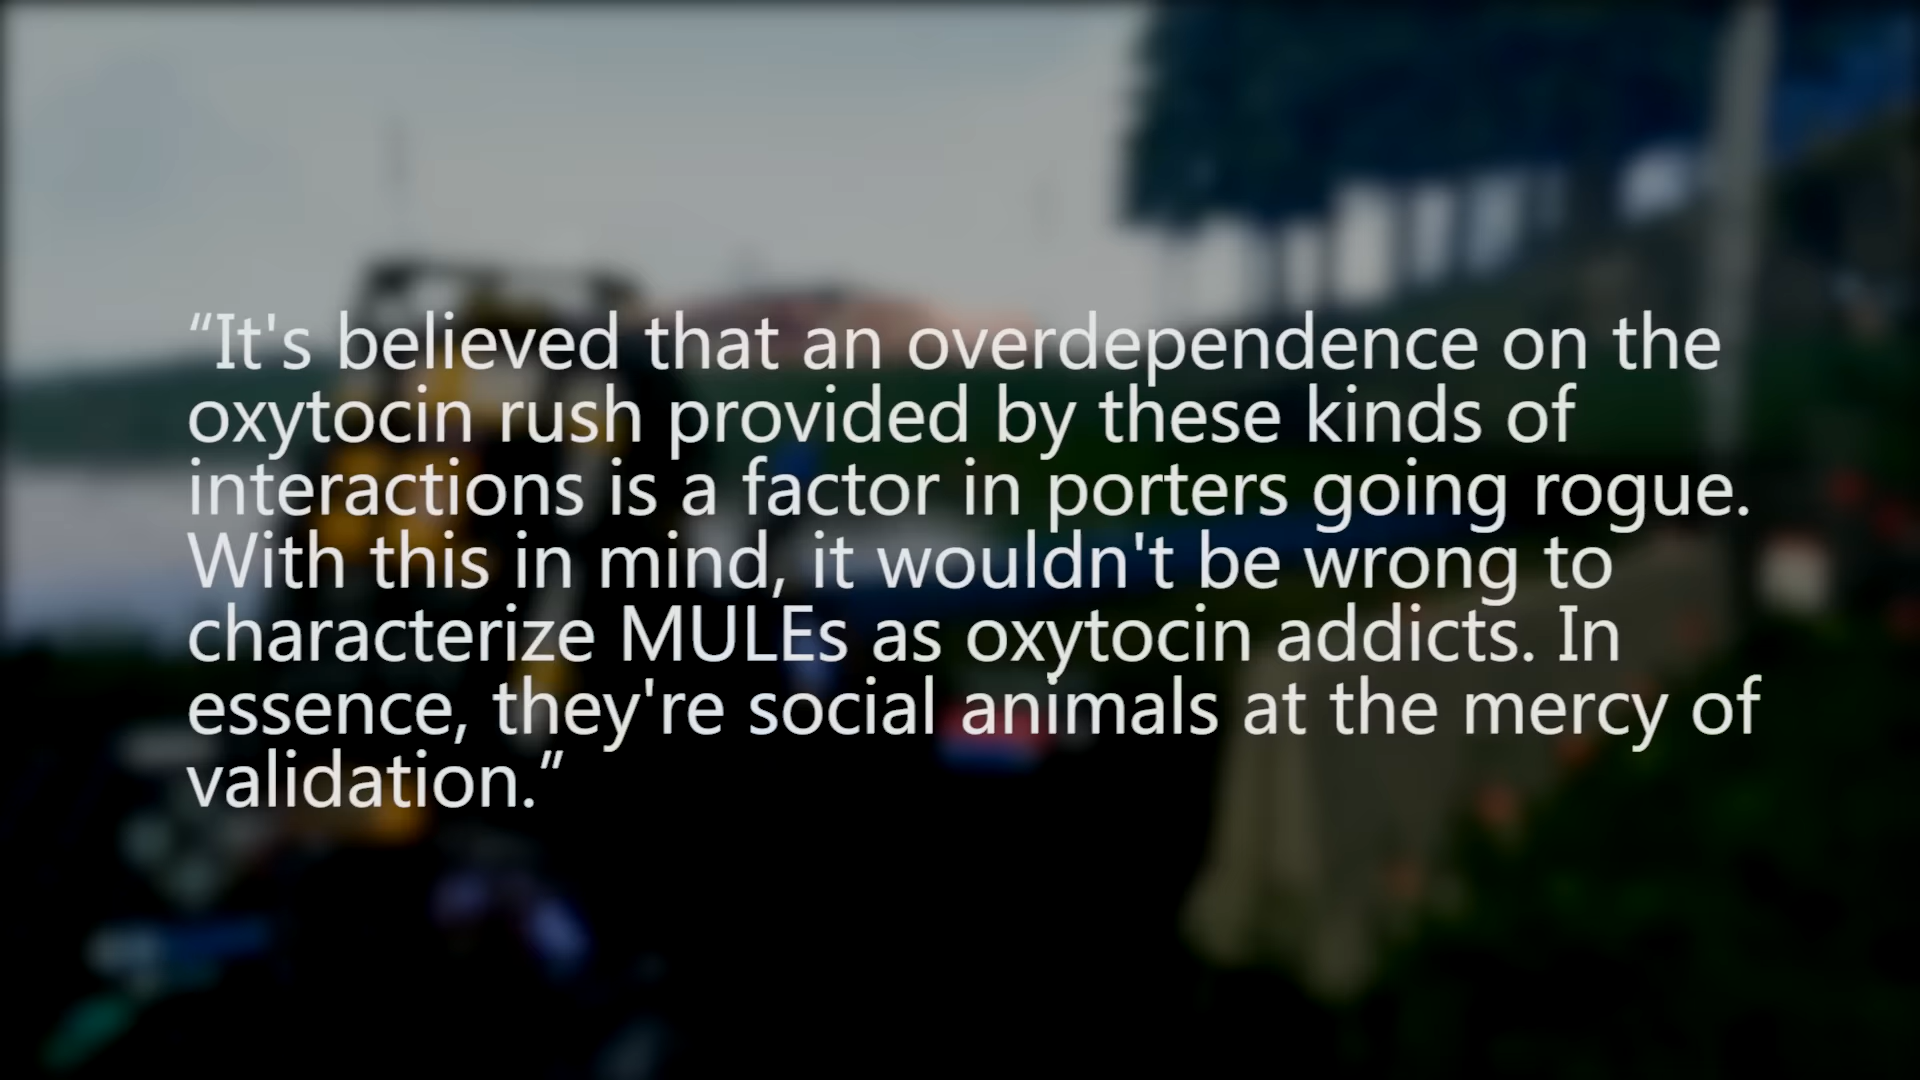 “It's believed that an overdependence on the
oxytocin rush provided by these kinds of
interactions is a factor in porters going rogue.
With this in mind, it wouldn't be wrong to
characterize MULEs as oxytocin addicts. In
essence, they're social animals at the mercy of
validation.”